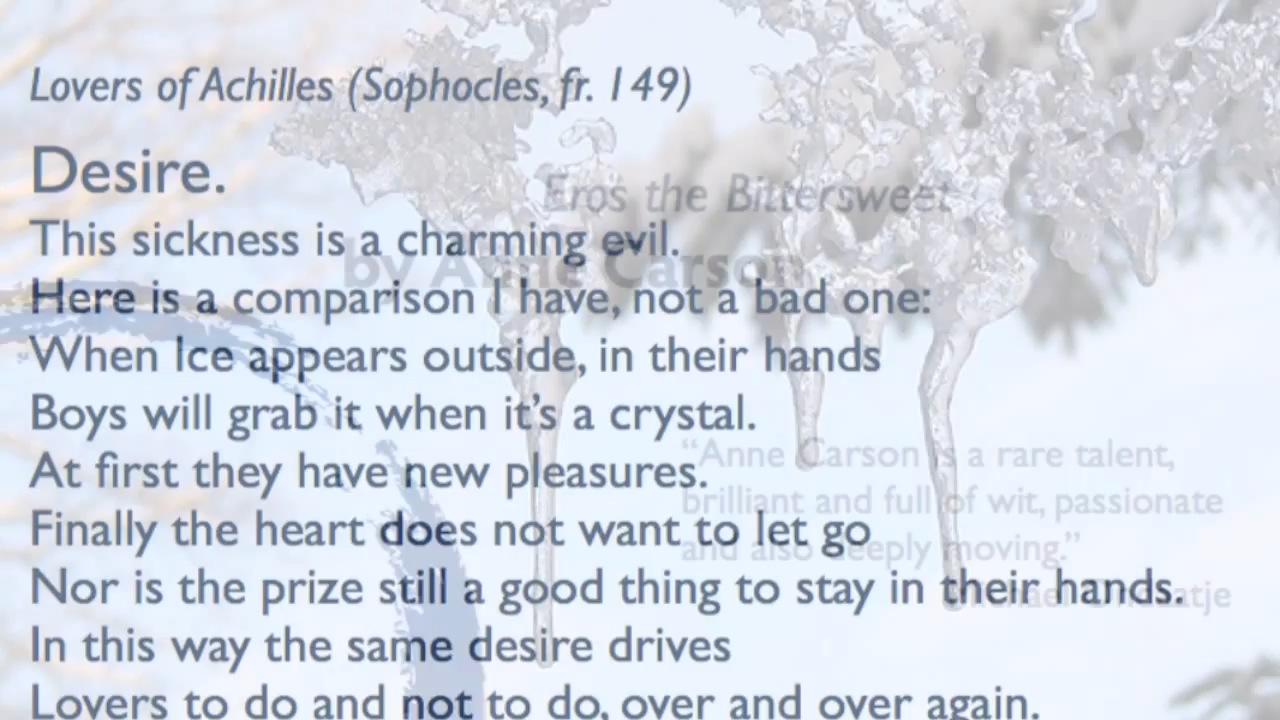 Lovers of Achilles (Sophocles, fr. 149)
Desire.
Eros the Bittersweet
This sickness is a charming evil.
by Anne Carson
Here is a comparison I have, not a bad one:
When Ice appears outside, in their hands
Boys will grab it when it’s a crystal.
“Anne Carson is a rare talent,
At first they have new pleasures.
brilliant and full of wit, passionate
Finally the heart does not want to let go
and also deeply moving.”
Nor is the prize still a good thing to stay in their hands.
In this way the same desire drives
Lovers to do and not to do, over and over again.